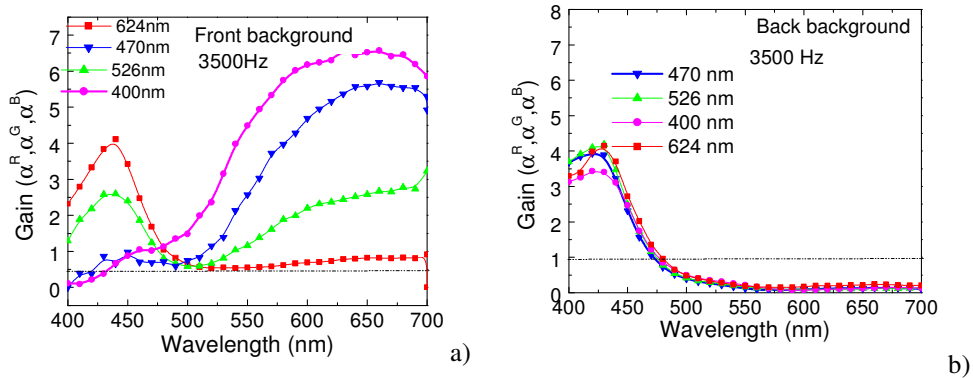 624nm
470nm
526nm
400nm
Front background
3500Hz
7
6
5
4
3
2
1
0
Gain (α^R,α^G,α^B)
400 450 500 550 600 650 700
Wavelength (nm)
a)
Back background
3500 Hz
470 nm
526 nm
400 nm
624 nm
8
7
6
5
4
3
2
1
0
Gain (α^R,α^G,α^B)
400 450 500 550 600 650 700
Wavelength (nm)
b)